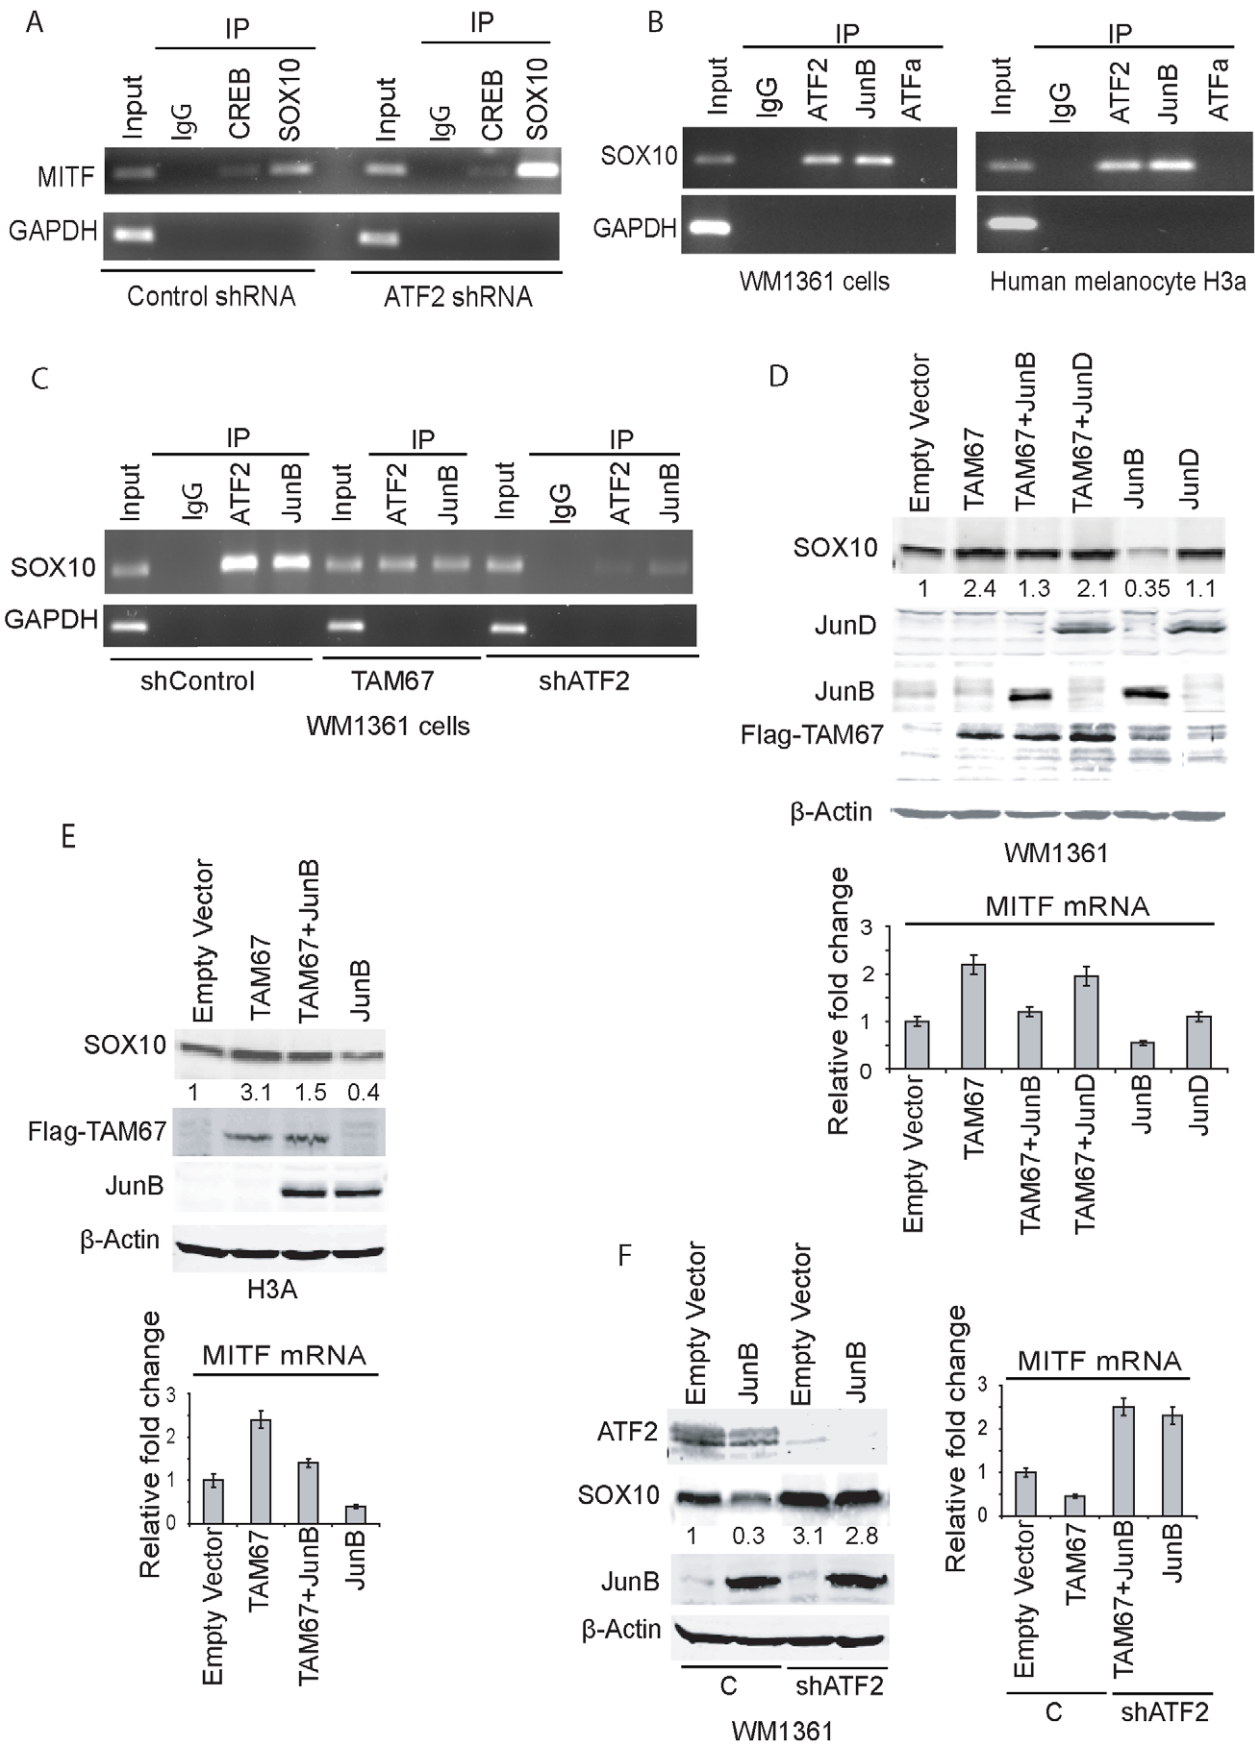 A
IP
IP
Input
IgG
CREB
SOX10
Input
IgG
CREB
SOX10
MITF
GAPDH
Control shRNA
ATF2 shRNA
B
IP
IP
Input
IgG
ATF2
JunB
ATFa
Input
IgG
ATF2
JunB
ATFa
SOX10
GAPDH
WM1361 cells
Human melanocyte H3a
C
IP
IP
IP
Input
IgG
ATF2
JunB
Input
ATF2
JunB
Input
IgG
ATF2
JunB
SOX10
GAPDH
shControl
TAM67
shATF2
WM1361 cells
D
Empty Vector
TAM67
TAM67+JunB
TAM67+JunD
JunB
JunD
SOX10
1 2.4 1.3 2.1 0.35 1.1
JunD
JunB
Flag-TAM67
β-Actin
WM1361
MITF mRNA
Relative fold change
3
2
1
0
Empty Vector
TAM67
TAM67+JunB
TAM67+JunD
JunB
JunD
E
Empty Vector
TAM67
TAM67+JunB
JunB
SOX10
1 3.1 1.5 0.4
Flag-TAM67
JunB
β-Actin
H3A
MITF mRNA
Relative fold change
3
2
1
0
Empty Vector
TAM67
TAM67+JunB
JunB
F
Empty Vector
JunB
Empty Vector
JunB
ATF2
SOX10
1 0.3 3.1 2.8
JunB
β-Actin
C
shATF2
WM1361
MITF mRNA
Relative fold change
3
2
1
0
Empty Vector
TAM67
TAM67+JunB
JunB
C
shATF2